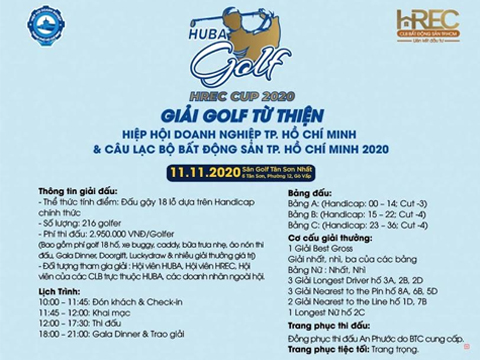 HUBA
Golf
HREC CUP 2020
hREC
CLB BẤT ĐỘNG SẢN TP.HCM
GIẢI GOLF TỪ THIỆN
HIỆP HỘI DOANH NGHIỆP TP. HỒ CHÍ MINH
& CÂU LẠC BỘ BẤT ĐỘNG SẢN TP. HỒ CHÍ MINH 2020
11.11.2020
Sân Golf Tân Sơn Nhất
6 Tân Sơn, Phường 12, Gò Vấp
Thông tin giải đấu:
- Thể thức tính điểm: Đấu gậy 18 lỗ dựa trên Handicap
chính thức
- Số lượng: 216 golfer
- Phí thi đấu: 2.950.000 VNĐ/Golfer
(Bao gồm phí golf 18 hố, xe buggy, caddy, bữa trưa nhẹ, áo nón thi
đấu, Gala Dinner, Doorgift, Luckydraw & nhiều giải thưởng giá trị)
- Đối tượng tham gia giải : Hội viên HUBA, Hội viên HREC, Hội
viên của các CLB trực thuộc HUBA, các doanh nhân ngoài hội.
Lịch Trình:
10:00 – 11:45: Đón khách & Check-in
11:45 – 12:00: Khai mạc
12:00 – 17:30: Thi đấu
18:00 – 21:00: Gala Dinner & Trao giải
Bảng đấu:
Bảng A: (Handicap: 00 – 14; Cut -3)
Bảng B: (Handicap: 15 – 22; Cut -4)
Bảng C: (Handicap: 23 – 36; Cut -4)
Cơ cấu giải thưởng:
1 Giải Best Gross
Giải nhất, nhì, ba của các bảng
Bảng Nữ : Nhất, Nhì
3 Giải Longest Driver hố 3A, 2B, 2D
3 Giải Nearest to the Pin hố 8A, 6B, 5D
2 Giải Nearest to the Line hố 1D, 7B
1 Longest Nữ hố 2C
Trang phục thi đấu:
Đồng phục thi đấu An Phước do BTC cung cấp.
Trang phục tiệc tối: Trang trọng.